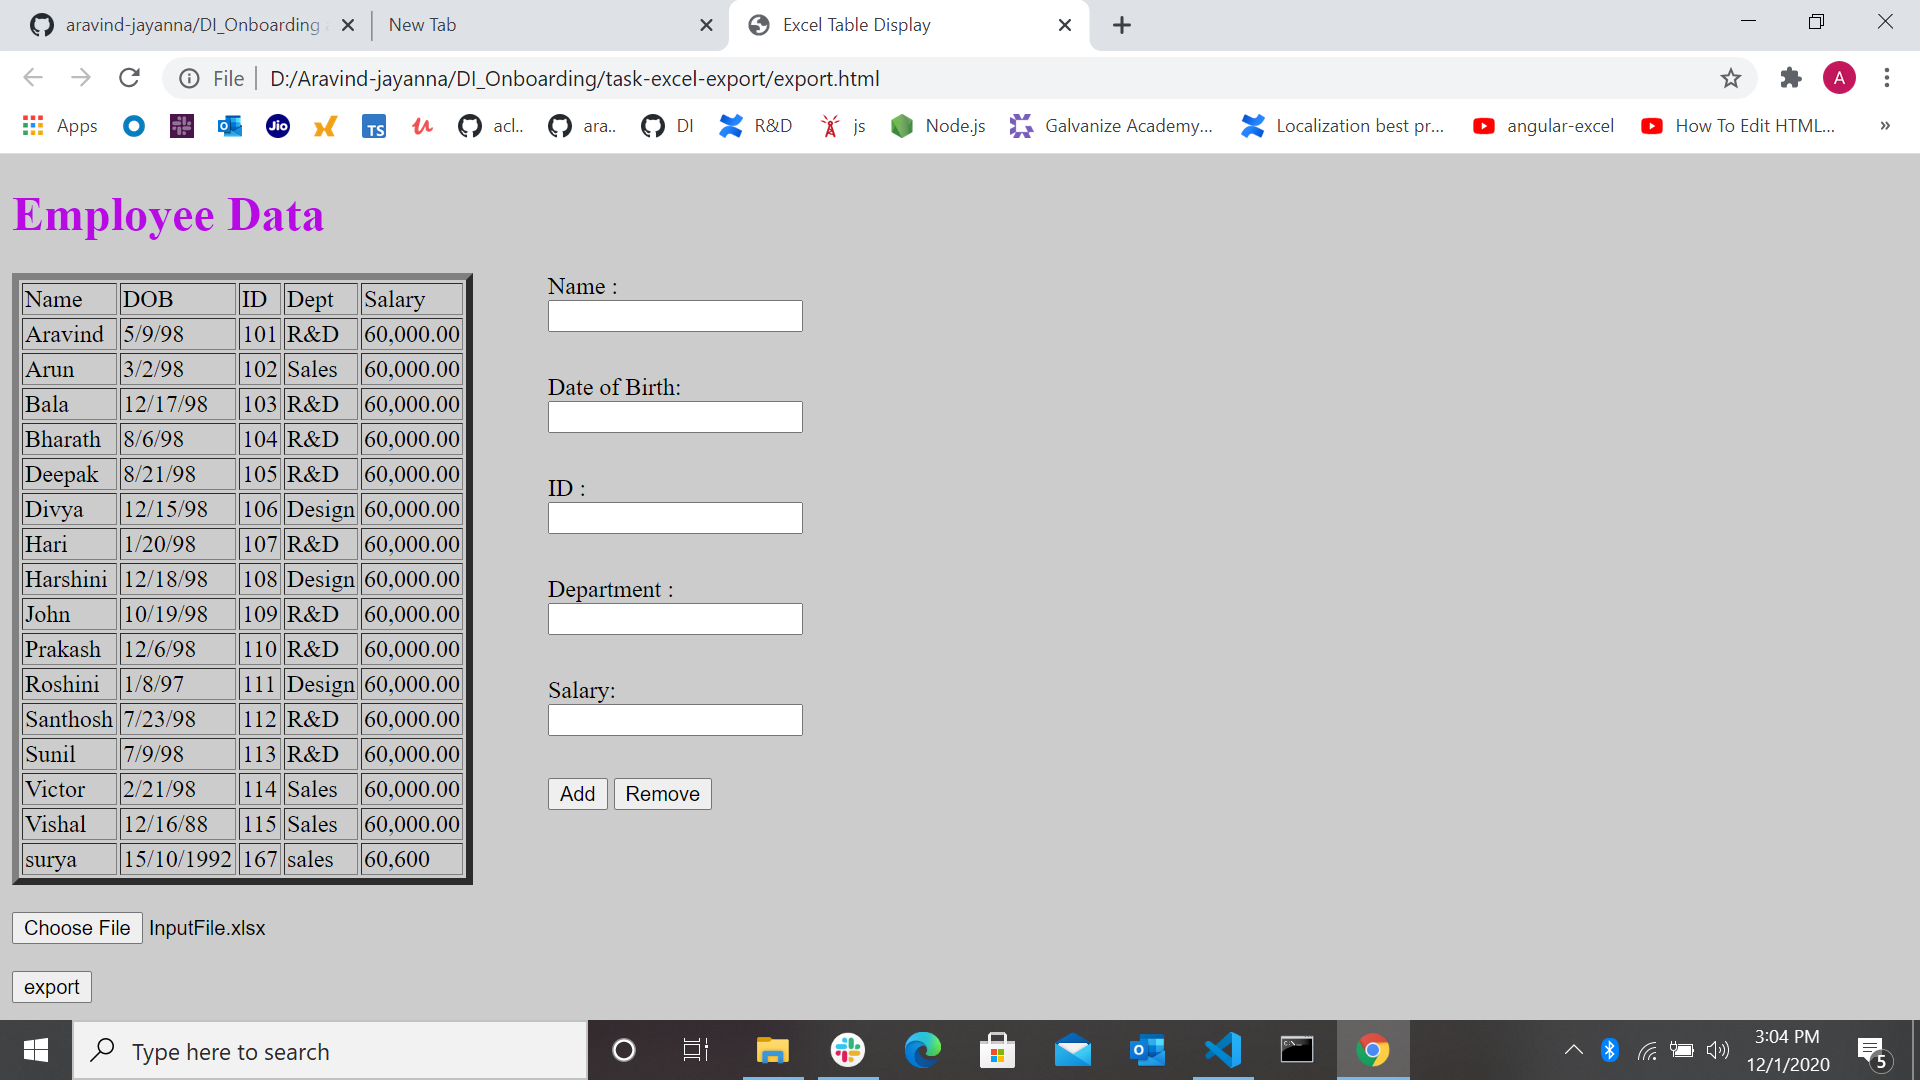 aravind-jayanna/DI_Onboarding
New Tab
Excel Table Display
File
D:/Aravind-jayanna/DI_Onboarding/task-excel-export/export.html
A
Apps
Jio
TS
acl..
ara..
DI
R&D
js
Node.js
Galvanize Academy...
Localization best pr...
angular-excel
How To Edit HTML...
»
Employee Data
Name DOB ID Dept Salary
Aravind 5/9/98 101 R&D 60,000.00
Arun 3/2/98 102 Sales 60,000.00
Bala 12/17/98 103 R&D 60,000.00
Bharath 8/6/98 104 R&D 60,000.00
Deepak 8/21/98 105 R&D 60,000.00
Divya 12/15/98 106 Design 60,000.00
Hari 1/20/98 107 R&D 60,000.00
Harshini 12/18/98 108 Design 60,000.00
John 10/19/98 109 R&D 60,000.00
Prakash 12/6/98 110 R&D 60,000.00
Roshini 1/8/97 111 Design 60,000.00
Santhosh 7/23/98 112 R&D 60,000.00
Sunil 7/9/98 113 R&D 60,000.00
Victor 2/21/98 114 Sales 60,000.00
Vishal 12/16/88 115 Sales 60,000.00
surya 15/10/1992 167 sales 60,600
Name :
Date of Birth:
ID :
Department :
Salary:
Add Remove
Choose File InputFile.xlsx
export
Type here to search
3:04 PM
12/1/2020
5